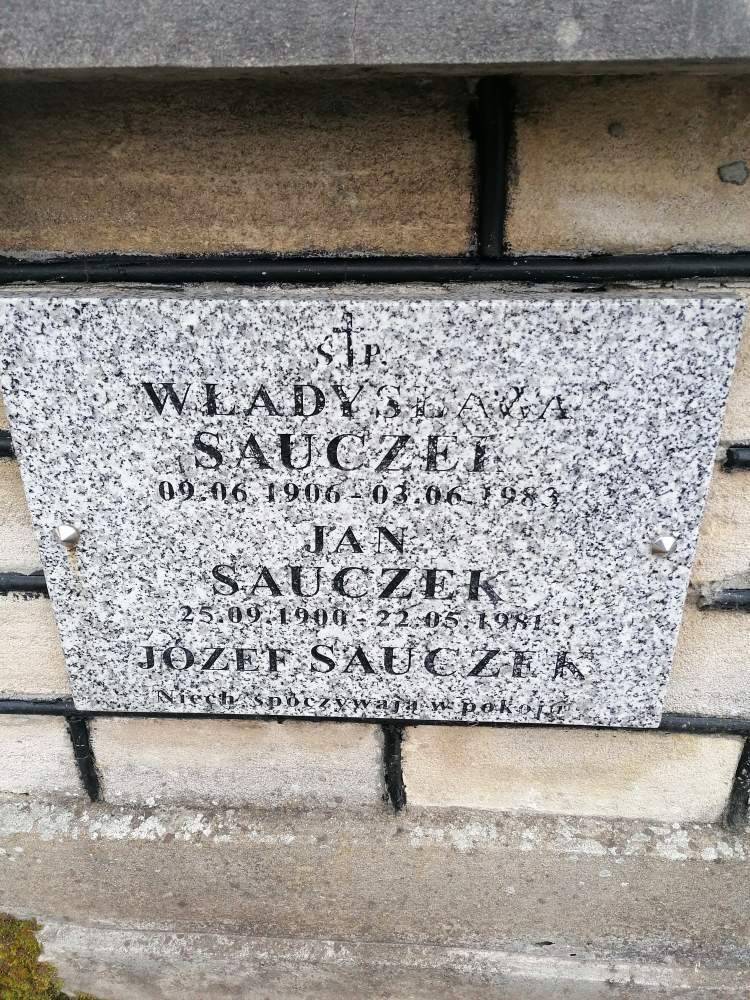 Ś P.
WŁADYSŁAWA
SAUCZEK
09.06.1906-03.06.1983
JAN
SAUCZEK
25.09.1900-22.05.1981
JÓZEF SAUCZEK
Niech spoczywają w pokoju